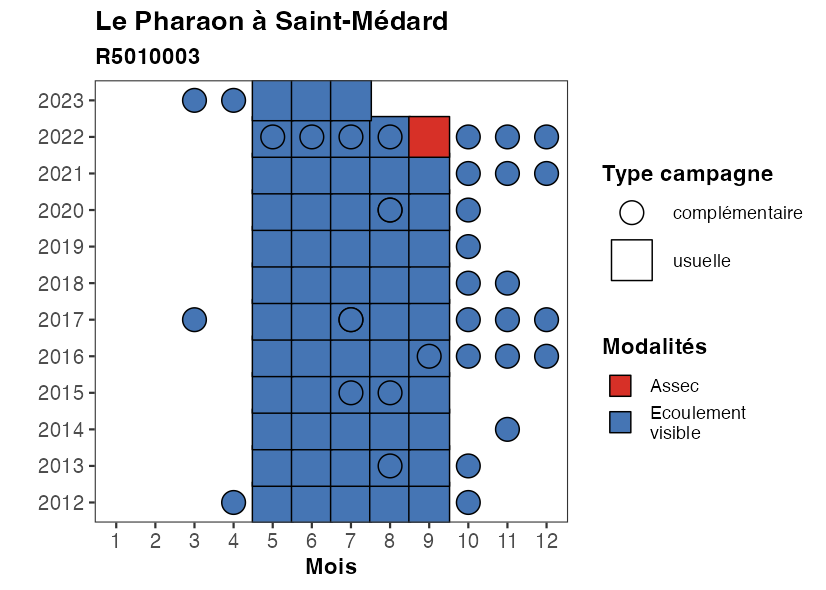 Le Pharaon à Saint-Médard
R5010003
2023
2022
2021
2020
2019
2018
2017
2016
2015
2014
2013
2012
1 2 3 4 5 6 7 8 9 10 11 12
Mois
Type campagne
complémentaire
usuelle
Modalités
Assec
Ecoulement
visible